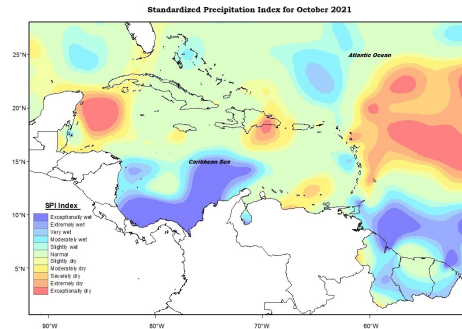 Standardized Precipitation Index for October 2021
Atlantic Ocean
25°N
20°N
Caribbean Sea
15°N
SPI Index
Exceptionally wet
Extremely wet
Very wet
Moderately wet
Slightly wet
Normal
Slightly dry
Moderately dry
Severely dry
Extremely dry
Exceptionally dry
10°N
5°N
90°W 80°W 70°W 60°W